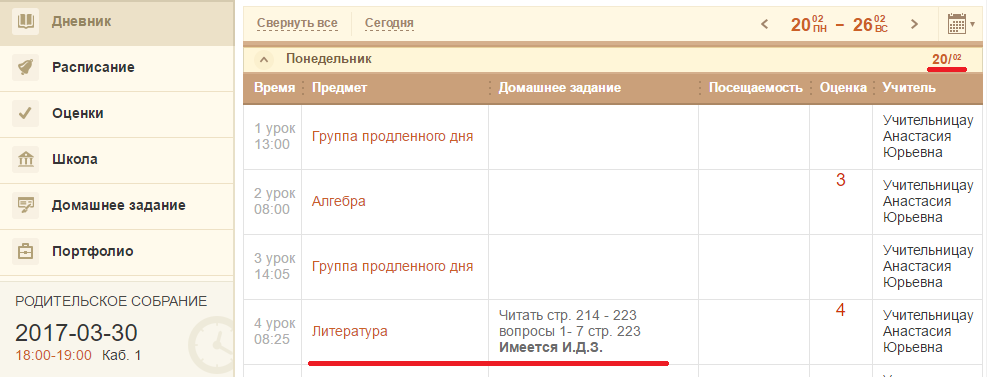 Дневник
Расписание
Оценки
Школа
Домашнее задание
Портфолио
РОДИТЕЛЬСКОЕ СОБРАНИЕ
2017-03-30
18:00-19:00 Каб. 1
Свернуть все Сегодня
20 02 ПН – 26 02 ВС
Понедельник 20/02
Время Предмет Домашнее задание Посещаемость Оценка Учитель
1 урок
13:00
Группа продленного дня
Учительницау
Анастасия
Юрьевна
2 урок
08:00
Алгебра
3
Учительницау
Анастасия
Юрьевна
3 урок
14:05
Группа продленного дня
Учительницау
Анастасия
Юрьевна
4 урок
08:25
Литература
Читать стр. 214 - 223
вопросы 1- 7 стр. 223
Имеется И.Д.З.
4
Учительницау
Анастасия
Юрьевна